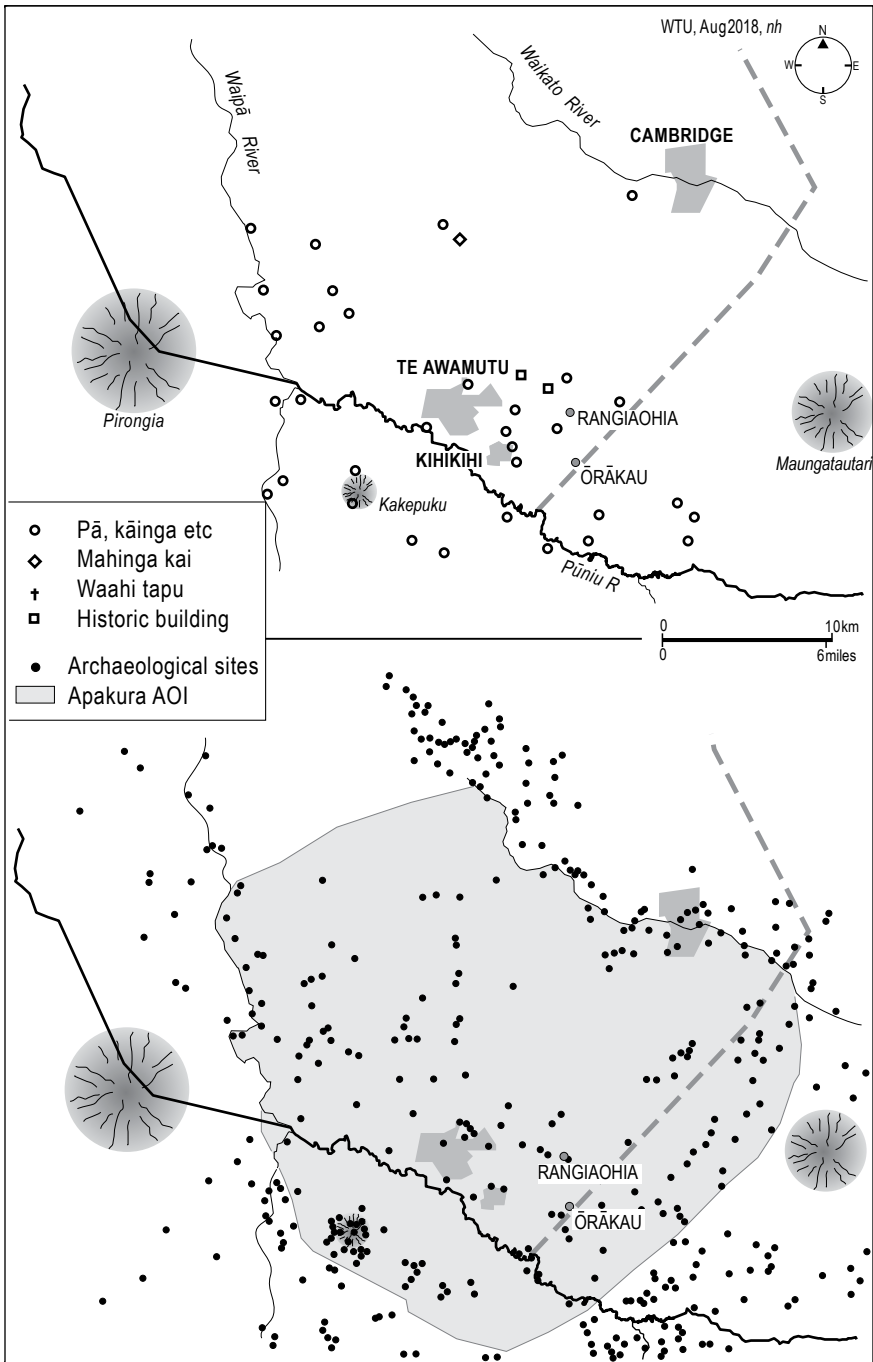 WTU, Aug2018, nh
N
W E
S
Waipā River
Waikato River
CAMBRIDGE
TE AWAMUTU
RANGIAOHIA
Pirongia
KIHIKIHI
ŌRĀKAU
Maungatautari
Kakepuku
Pūniu R
Pā, kāinga etc
Mahinga kai
Waahi tapu
Historic building
Archaeological sites
Apakura AOI
0 10km
0 6miles
RANGIAOHIA
ŌRĀKAU